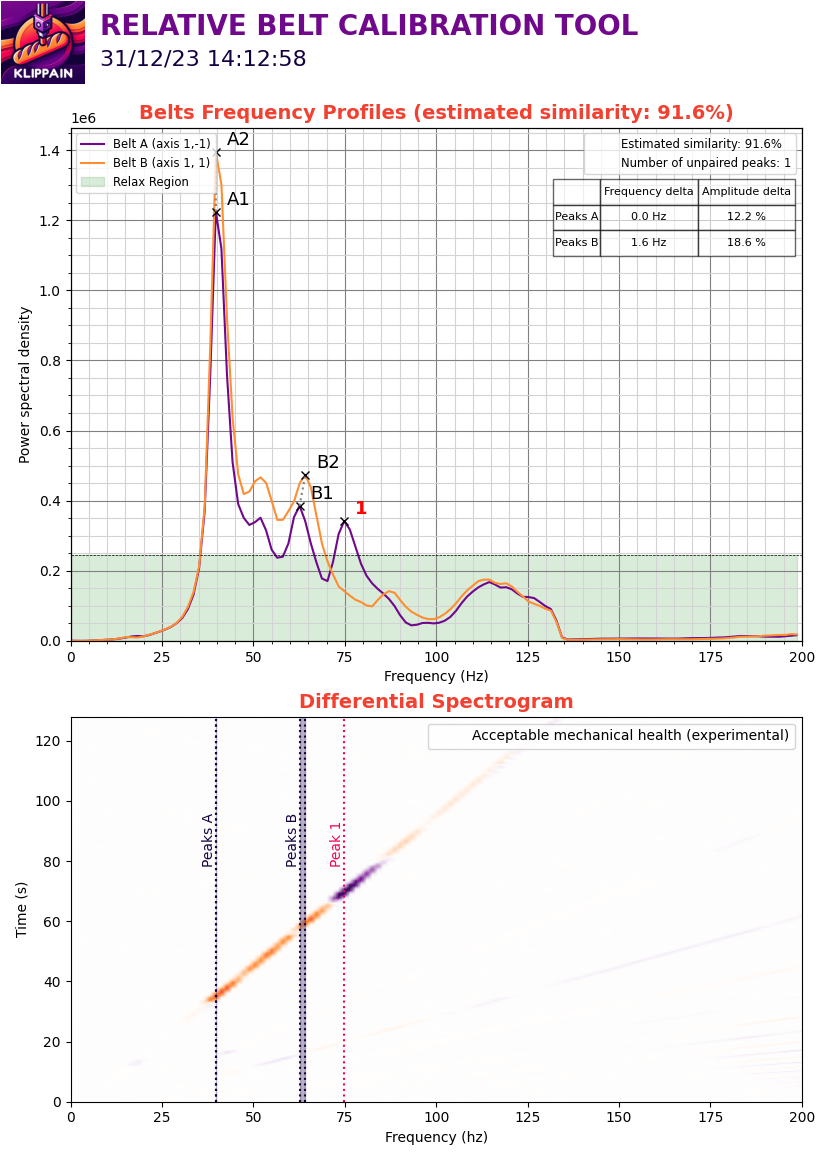 KLIPPAIN
RELATIVE BELT CALIBRATION TOOL
31/12/23 14:12:58
Belts Frequency Profiles (estimated similarity: 91.6%)
1e6
Belt A (axis 1,-1)
Belt B (axis 1, 1)
Relax Region
A2
A1
B2
B1
1
Estimated similarity: 91.6%
Number of unpaired peaks: 1
Frequency delta Amplitude delta
Peaks A 0.0 Hz 12.2 %
Peaks B 1.6 Hz 18.6 %
Power spectral density
1.4
1.2
1.0
0.8
0.6
0.4
0.2
0.0
0 25 50 75 100 125 150 175 200
Frequency (Hz)
Differential Spectrogram
Acceptable mechanical health (experimental)
Peaks A
Peaks B
Peak 1
Time (s)
120
100
80
60
40
20
0
0 25 50 75 100 125 150 175 200
Frequency (hz)